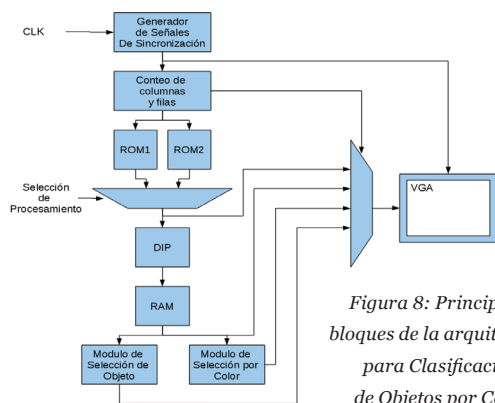 CLK
Generador
de Señales
De Sincronización
Conteo de
columnas
y filas
ROM1
ROM2
Selección
de
Procesamiento
VGA
DIP
RAM
Modulo de
Selección de
Objeto
Modulo de
Selección por
Color
Figura 8: Princip
bloques de la arquit
para Clasificac
de Objetos por C